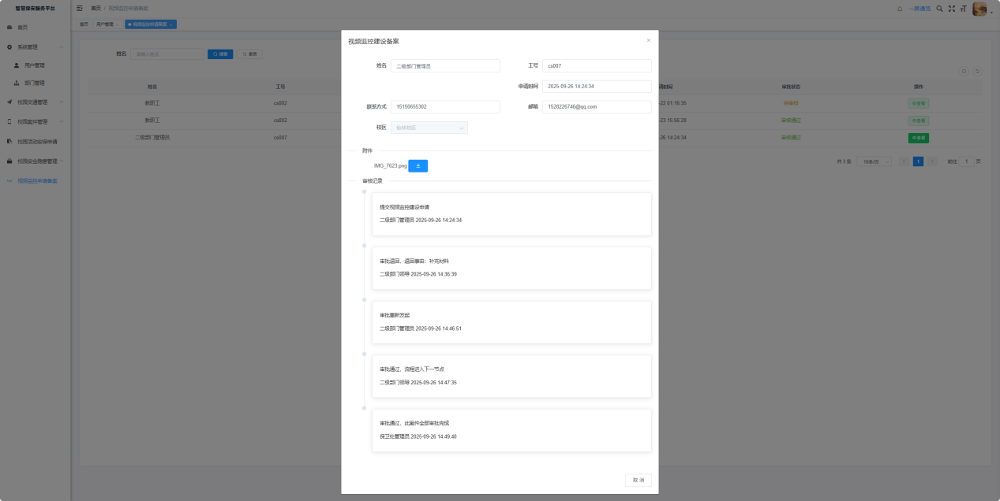 智慧保安服务平台
首页 / 视频监控申请备案
一屏通览
首页
用户管理
视频监控申请备案
首页
系统管理
用户管理
部门管理
校园交通管理
校园案件管理
校园活动安保申请
校园安全隐患管理
视频监控申请备案
姓名 请输入姓名 搜索 重置
姓名 工号 申请时间 审批状态 操作
教职工 cs002 -22 01:16:35 待审核 查看
教职工 cs002 -23 15:56:28 审核通过 查看
二级部门管理员 cs007 -26 14:24:34 审核通过 查看
共 3 条 10条/页 1 前往 1 页
视频监控建设备案
姓名 二级部门管理员 工号 cs007
申请时间 2025-09-26 14:24:34
联系方式 15150655302 邮箱 1528226746@qq.com
校区
附件
IMG_7623.png
审核记录
提交视频监控建设申请
二级部门管理员 2025-09-26 14:24:34
审批退回，退回事由：补充材料
二级部门领导 2025-09-26 14:36:39
审批重新发起
二级部门管理员 2025-09-26 14:46:51
审批通过，流程进入下一节点
二级部门领导 2025-09-26 14:47:35
审批通过，此案件全部审批完成
保卫处管理员 2025-09-26 14:49:40
取 消